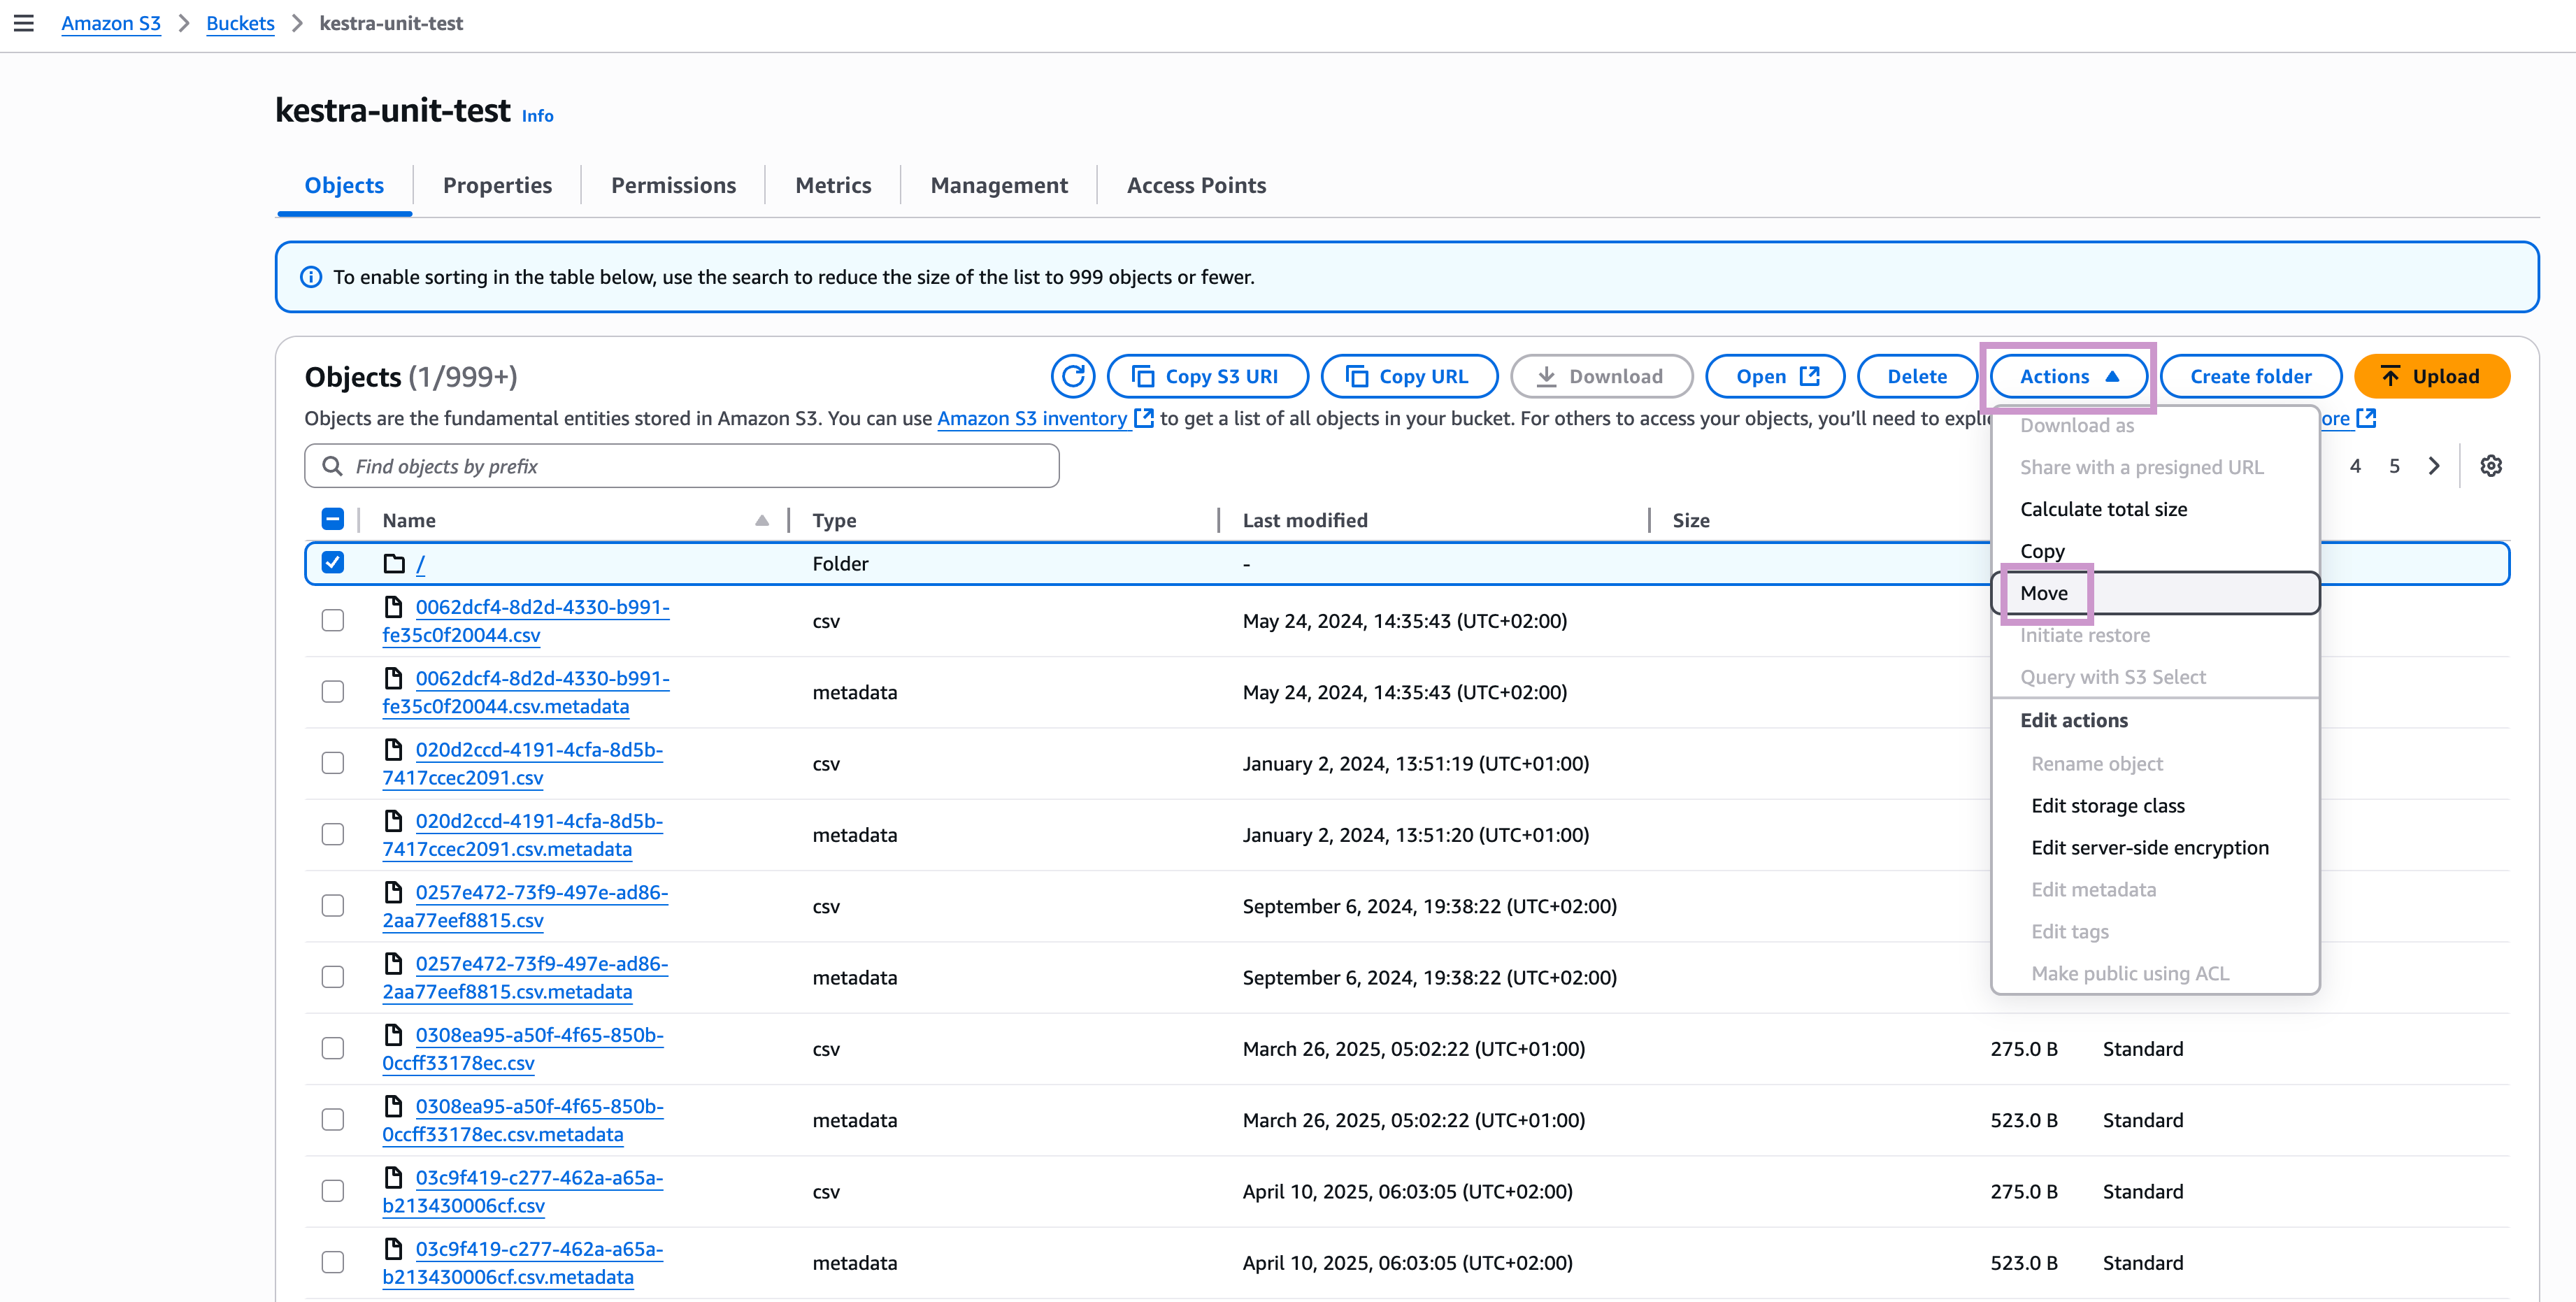 Amazon S3 > Buckets > kestra-unit-test
kestra-unit-test Info
Objects Properties Permissions Metrics Management Access Points
To enable sorting in the table below, use the search to reduce the size of the list to 999 objects or fewer.
Objects (1/999+) Copy S3 URI Copy URL Download Open Delete Actions Create folder Upload
Objects are the fundamental entities stored in Amazon S3. You can use Amazon S3 inventory to get a list of all objects in your bucket. For others to access your objects, you'll need to
Find objects by prefix
4 5
Name Type Last modified Size
/ Folder -
0062dcf4-8d2d-4330-b991-
fe35c0f20044.csv
csv May 24, 2024, 14:35:43 (UTC+02:00)
0062dcf4-8d2d-4330-b991-
fe35c0f20044.csv.metadata
metadata May 24, 2024, 14:35:43 (UTC+02:00)
020d2ccd-4191-4cfa-8d5b-
7417ccec2091.csv
csv January 2, 2024, 13:51:19 (UTC+01:00)
020d2ccd-4191-4cfa-8d5b-
7417ccec2091.csv.metadata
metadata January 2, 2024, 13:51:20 (UTC+01:00)
0257e472-73f9-497e-ad86-
2aa77eef8815.csv
csv September 6, 2024, 19:38:22 (UTC+02:00)
0257e472-73f9-497e-ad86-
2aa77eef8815.csv.metadata
metadata September 6, 2024, 19:38:22 (UTC+02:00)
0308ea95-a50f-4f65-850b-
0ccff33178ec.csv
csv March 26, 2025, 05:02:22 (UTC+01:00) 275.0 B Standard
0308ea95-a50f-4f65-850b-
0ccff33178ec.csv.metadata
metadata March 26, 2025, 05:02:22 (UTC+01:00) 523.0 B Standard
03c9f419-c277-462a-a65a-
b213430006cf.csv
csv April 10, 2025, 06:03:05 (UTC+02:00) 275.0 B Standard
03c9f419-c277-462a-a65a-
b213430006cf.csv.metadata
metadata April 10, 2025, 06:03:05 (UTC+02:00) 523.0 B Standard
Download as
Share with a presigned URL
Calculate total size
Copy
Move
Initiate restore
Query with S3 Select
Edit actions
Rename object
Edit storage class
Edit server-side encryption
Edit metadata
Edit tags
Make public using ACL